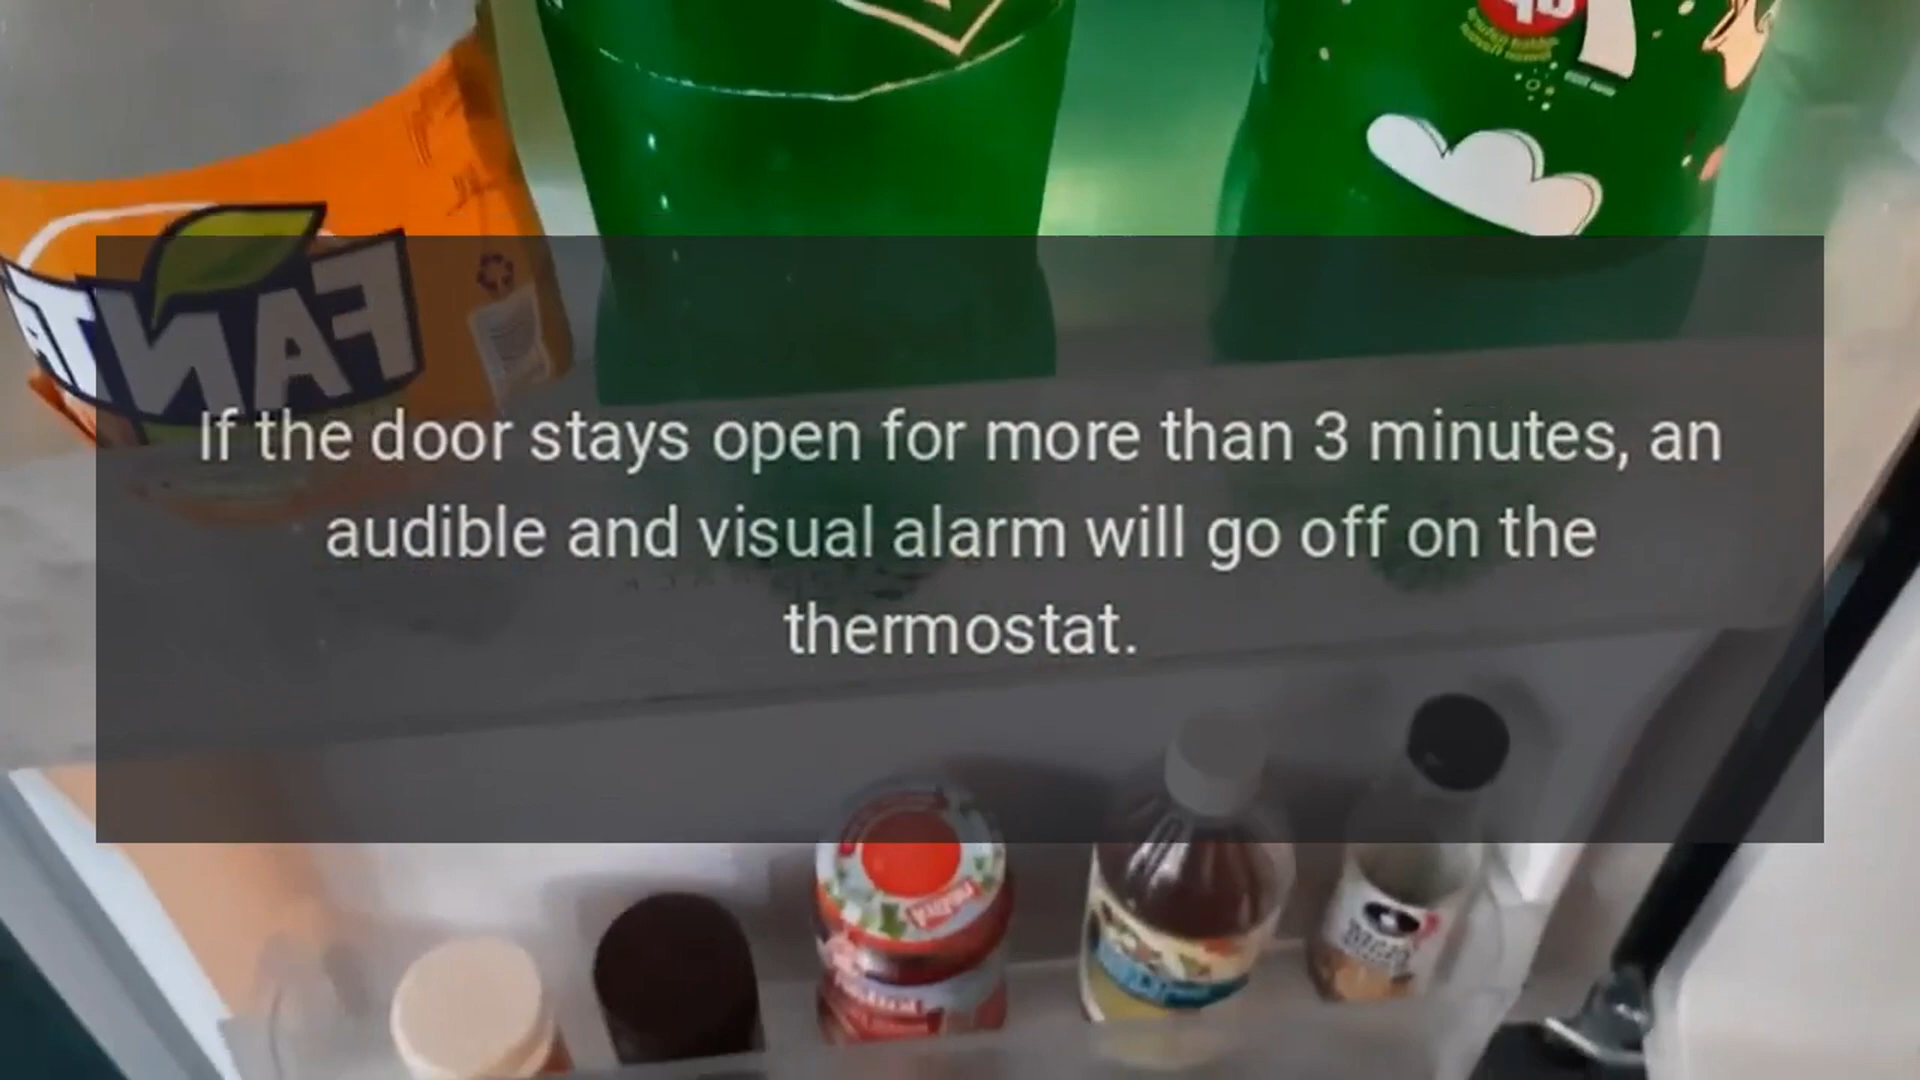 FANTA
If the door stays open for more than 3 minutes, an
audible and visual alarm will go off on the
thermostat.